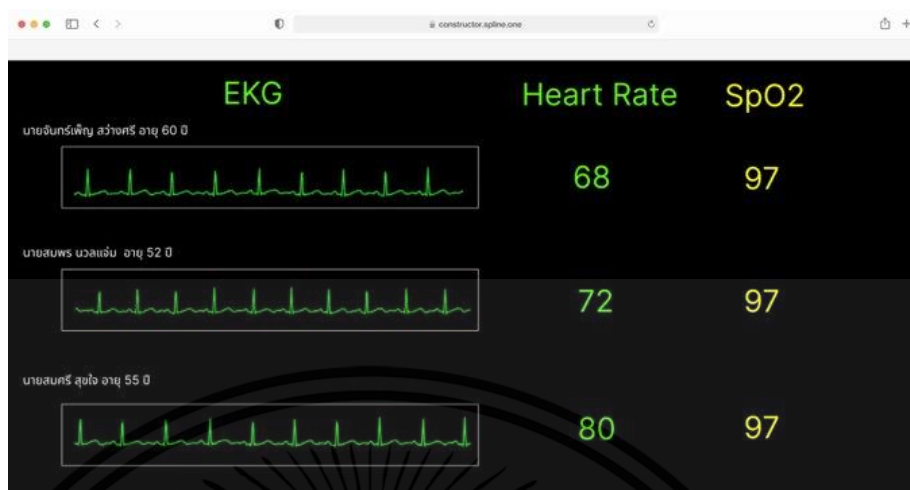 constructor.spline.one
EKG Heart Rate SpO2
นายจันทร์เพ็ญ สว่างศรี อายุ 60 ปี
68 97
นายสมพร นวลแจ่ม อายุ 52 ปี
72 97
นายสมศรี สุขใจ อายุ 55 ปี
80 97